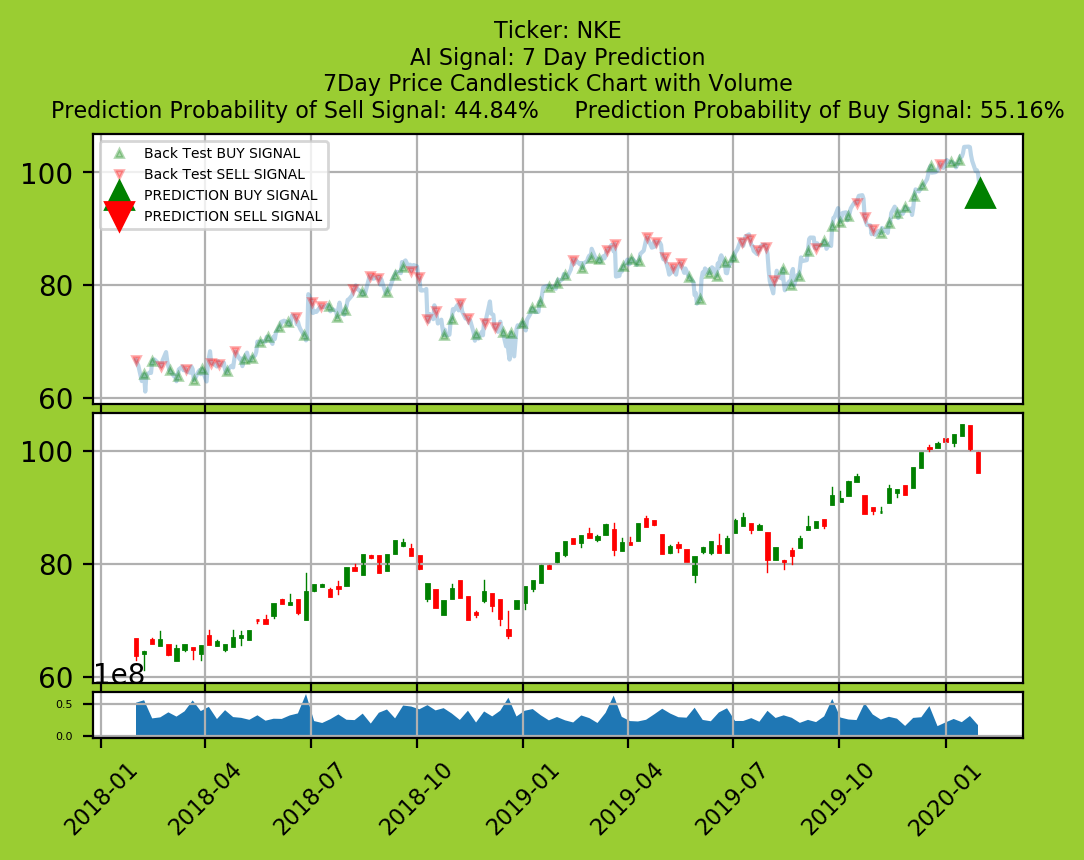 Ticker: NKE
AI Signal: 7 Day Prediction
7Day Price Candlestick Chart with Volume
Prediction Probability of Sell Signal: 44.84%     Prediction Probability of Buy Signal: 55.16%
Back Test BUY SIGNAL
Back Test SELL SIGNAL
PREDICTION BUY SIGNAL
PREDICTION SELL SIGNAL
100
80
60
100
80
60
1e8
0.5
0.0
2018-01
2018-04
2018-07
2018-10
2019-01
2019-04
2019-07
2019-10
2020-01